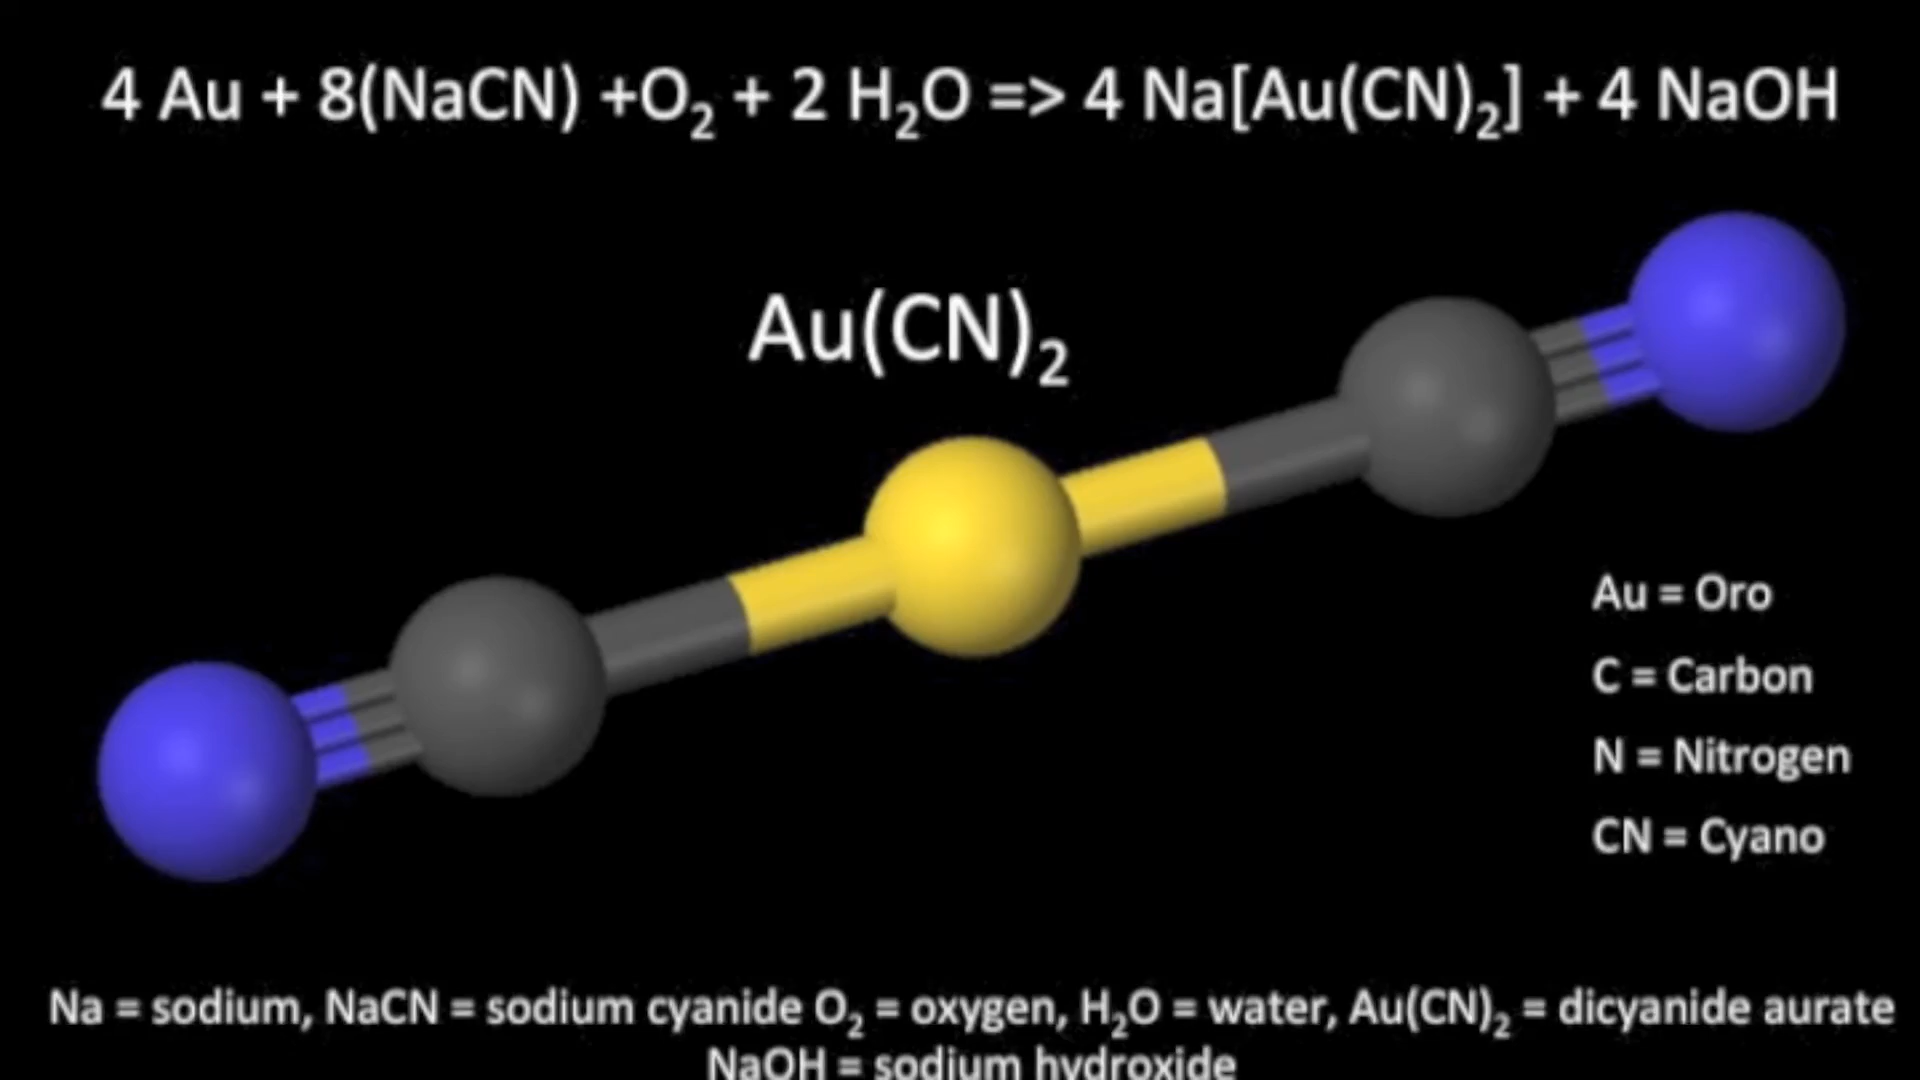 4 Au + 8(NaCN) +O₂ + 2 H₂O => 4 Na[Au(CN)₂] + 4 NaOH
Au(CN)₂
Au = Oro
C = Carbon
N = Nitrogen
CN = Cyano
Na = sodium, NaCN = sodium cyanide O₂ = oxygen, H₂O = water, Au(CN)₂ = dicyanide aurate
NaOH = sodium hydroxide